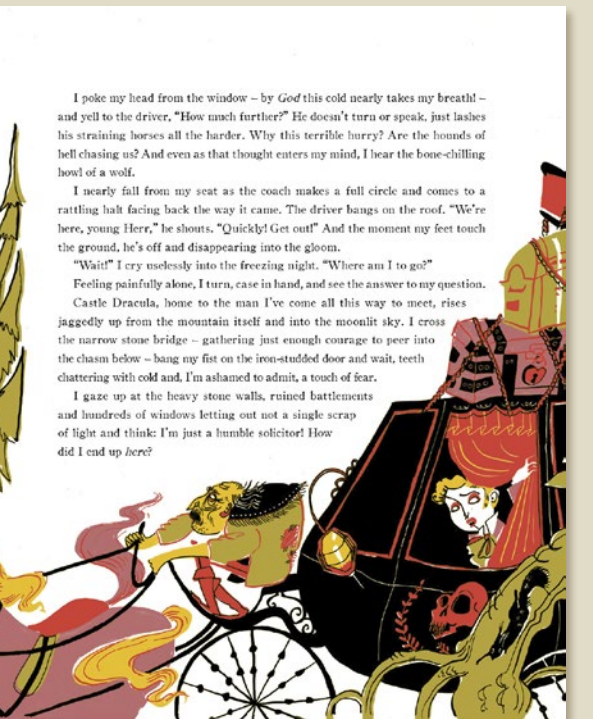 I poke my head from the window – by God this cold nearly takes my breath! –
and yell to the driver, “How much further?” He doesn’t turn or speak, just lashes
his straining horses all the harder. Why this terrible hurry? Are the hounds of
hell chasing us? And even as that thought enters my mind, I hear the bone-chilling
howl of a wolf.
I nearly fall from my seat as the coach makes a full circle and comes to a
rattling halt facing back the way it came. The driver bangs on the roof. “We’re
here, young Herr,” he shouts. “Quickly! Get out!” And the moment my feet touch
the ground, he’s off and disappearing into the gloom.
“Wait!” I cry uselessly into the freezing night. “Where am I to go?”
Feeling painfully alone, I turn, case in hand, and see the answer to my question.
Castle Dracula, home to the man I’ve come all this way to meet, rises
jaggedly up from the mountain itself and into the moonlit sky. I cross
the narrow stone bridge – gathering just enough courage to peer into
the chasm below – bang my fist on the iron-studded door and wait, teeth
chattering with cold and, I’m ashamed to admit, a touch of fear.
I gaze up at the heavy stone walls, ruined battlements
and hundreds of windows letting out not a single scrap
of light and think: I’m just a humble solicitor! How
did I end up here?